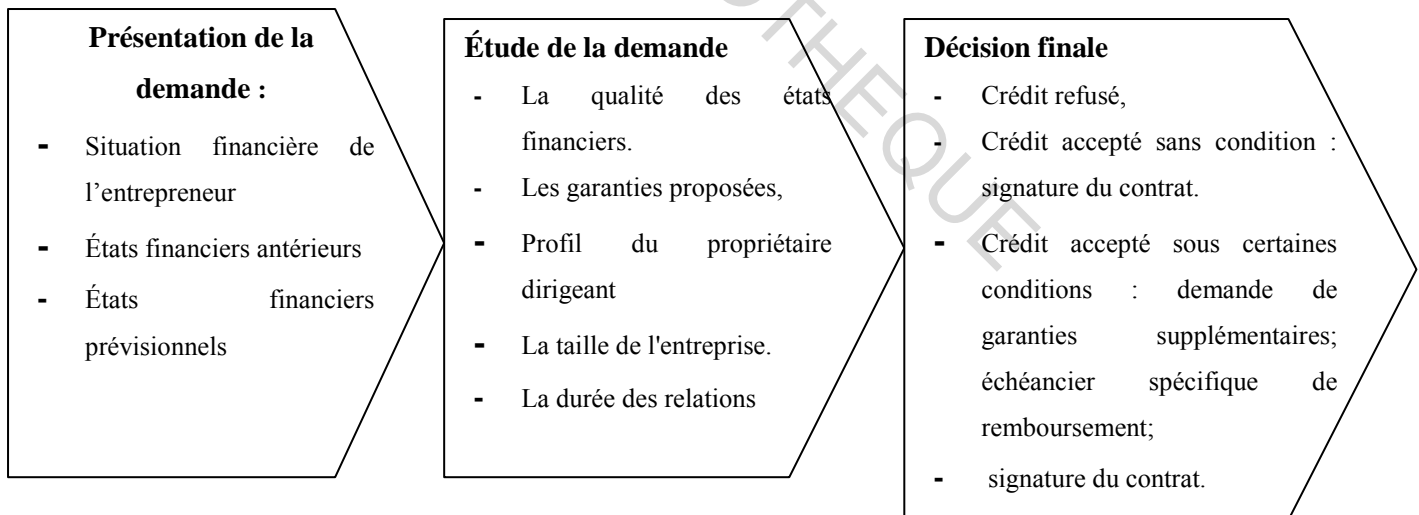 Présentation de la
demande :
- Situation financière de
l’entrepreneur
- États financiers antérieurs
- États financiers
prévisionnels
Étude de la demande
- La qualité des états
financiers.
- Les garanties proposées,
- Profil du propriétaire
dirigeant
- La taille de l'entreprise.
- La durée des relations
Décision finale
- Crédit refusé,
- Crédit accepté sans condition :
signature du contrat.
- Crédit accepté sous certaines
conditions : demande de
garanties supplémentaires;
échéancier spécifique de
remboursement;
- signature du contrat.
OTHEQUE